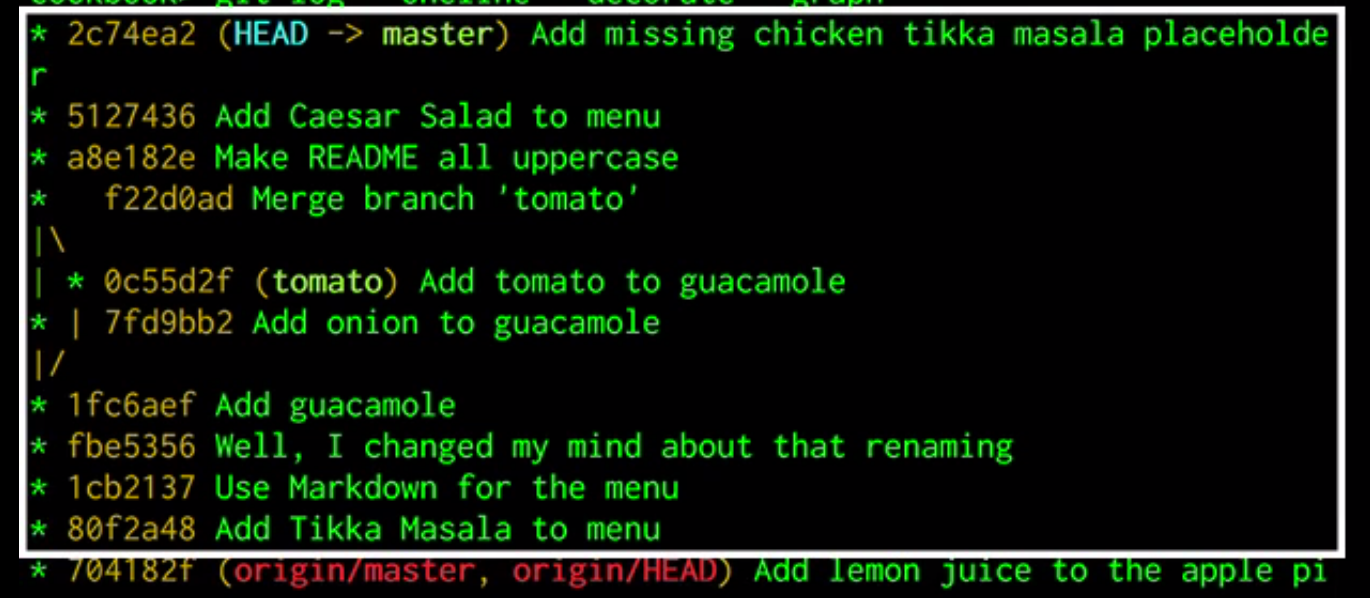 * 2c74ea2 (HEAD -> master) Add missing chicken tikka masala placeholde
r
* 5127436 Add Caesar Salad to menu
* a8e182e Make README all uppercase
*   f22d0ad Merge branch 'tomato'
|\
| * 0c55d2f (tomato) Add tomato to guacamole
* | 7fd9bb2 Add onion to guacamole
|/
* 1fc6aef Add guacamole
* fbe5356 Well, I changed my mind about that renaming
* 1cb2137 Use Markdown for the menu
* 80f2a48 Add Tikka Masala to menu
* 704182f (origin/master, origin/HEAD) Add lemon juice to the apple pi